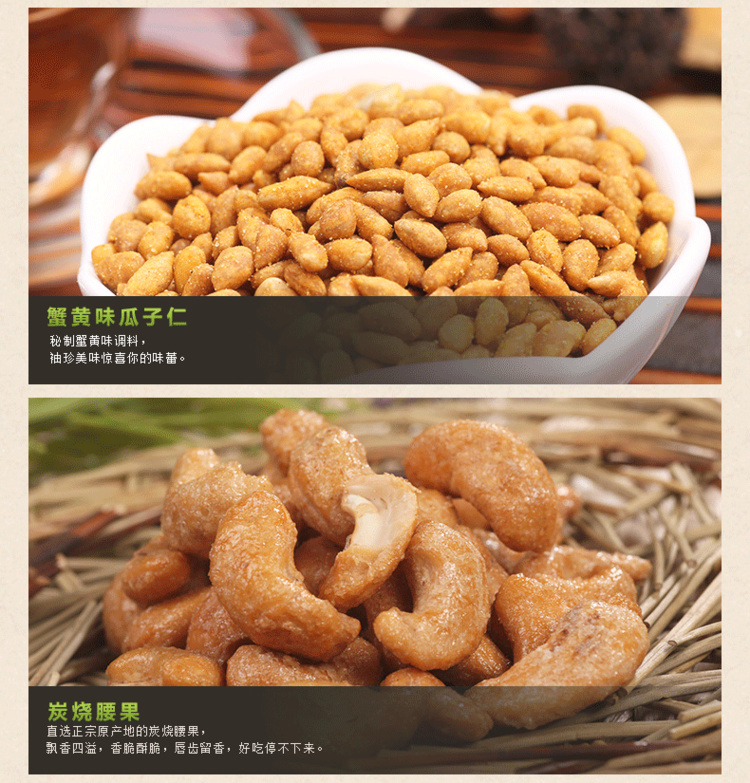 蟹黄味瓜子仁
秘制蟹黄味调料，
袖珍美味惊喜你的味蕾。
炭烧腰果
直选正宗原产地的炭烧腰果，
飘香四溢，香脆酥脆，唇齿留香，好吃停不下来。